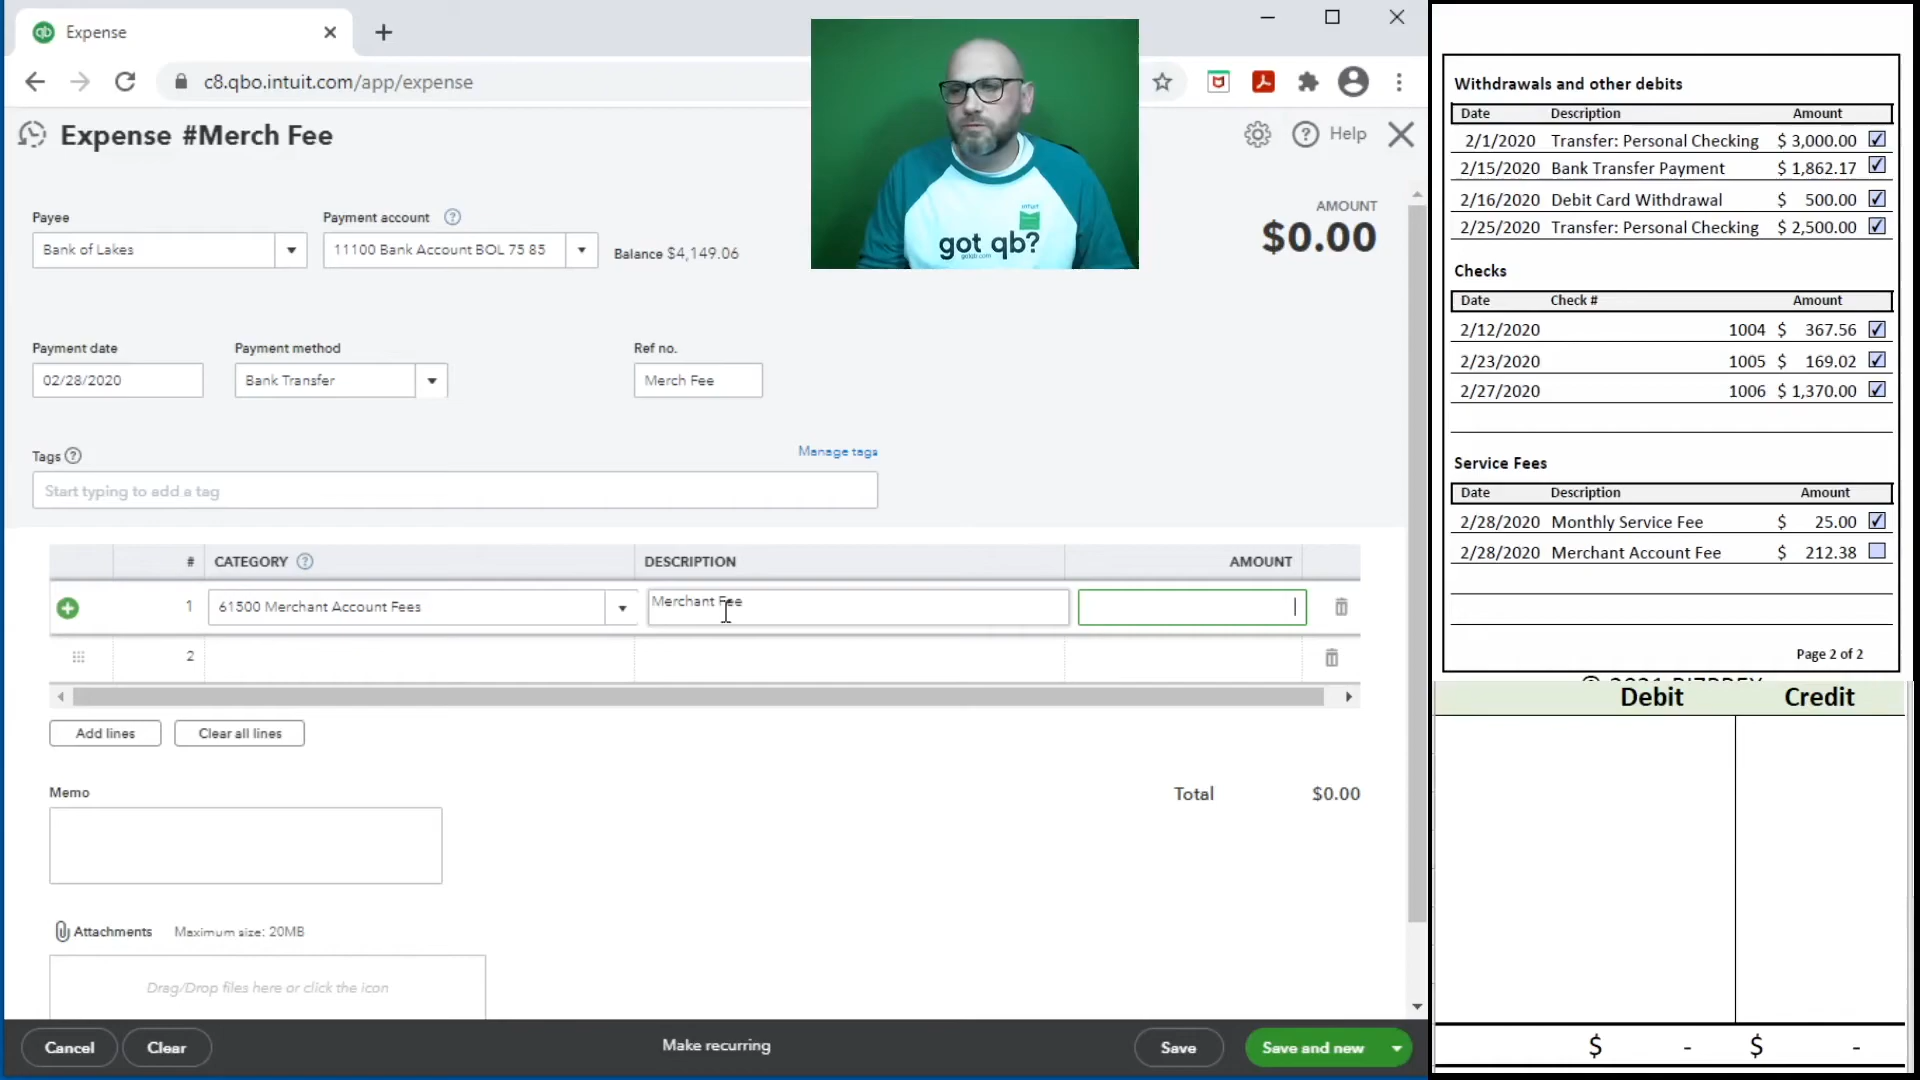 Expense
c8.qbo.intuit.com/app/expense
Expense #Merch Fee
Help
Payee
Bank of Lakes
Payment account
11100 Bank Account BOL 75 85
Balance $4,149.06
AMOUNT
$0.00
intuit
got qb?
Payment date
02/28/2020
Payment method
Bank Transfer
Ref no.
Merch Fee
Tags
Manage tags
Start typing to add a tag
# CATEGORY DESCRIPTION AMOUNT
1 61500 Merchant Account Fees Merchant Fee
2
Add lines
Clear all lines
Memo
Total $0.00
Attachments Maximum size: 20MB
Drag/Drop files here or click the icon
Cancel
Clear
Make recurring
Save
Save and new
Withdrawals and other debits
Date Description Amount
2/1/2020 Transfer: Personal Checking $ 3,000.00
2/15/2020 Bank Transfer Payment $ 1,862.17
2/16/2020 Debit Card Withdrawal $ 500.00
2/25/2020 Transfer: Personal Checking $ 2,500.00
Checks
Date Check # Amount
2/12/2020 1004 $ 367.56
2/23/2020 1005 $ 169.02
2/27/2020 1006 $ 1,370.00
Service Fees
Date Description Amount
2/28/2020 Monthly Service Fee $ 25.00
2/28/2020 Merchant Account Fee $ 212.38
Page 2 of 2
Debit Credit
$ - $ -